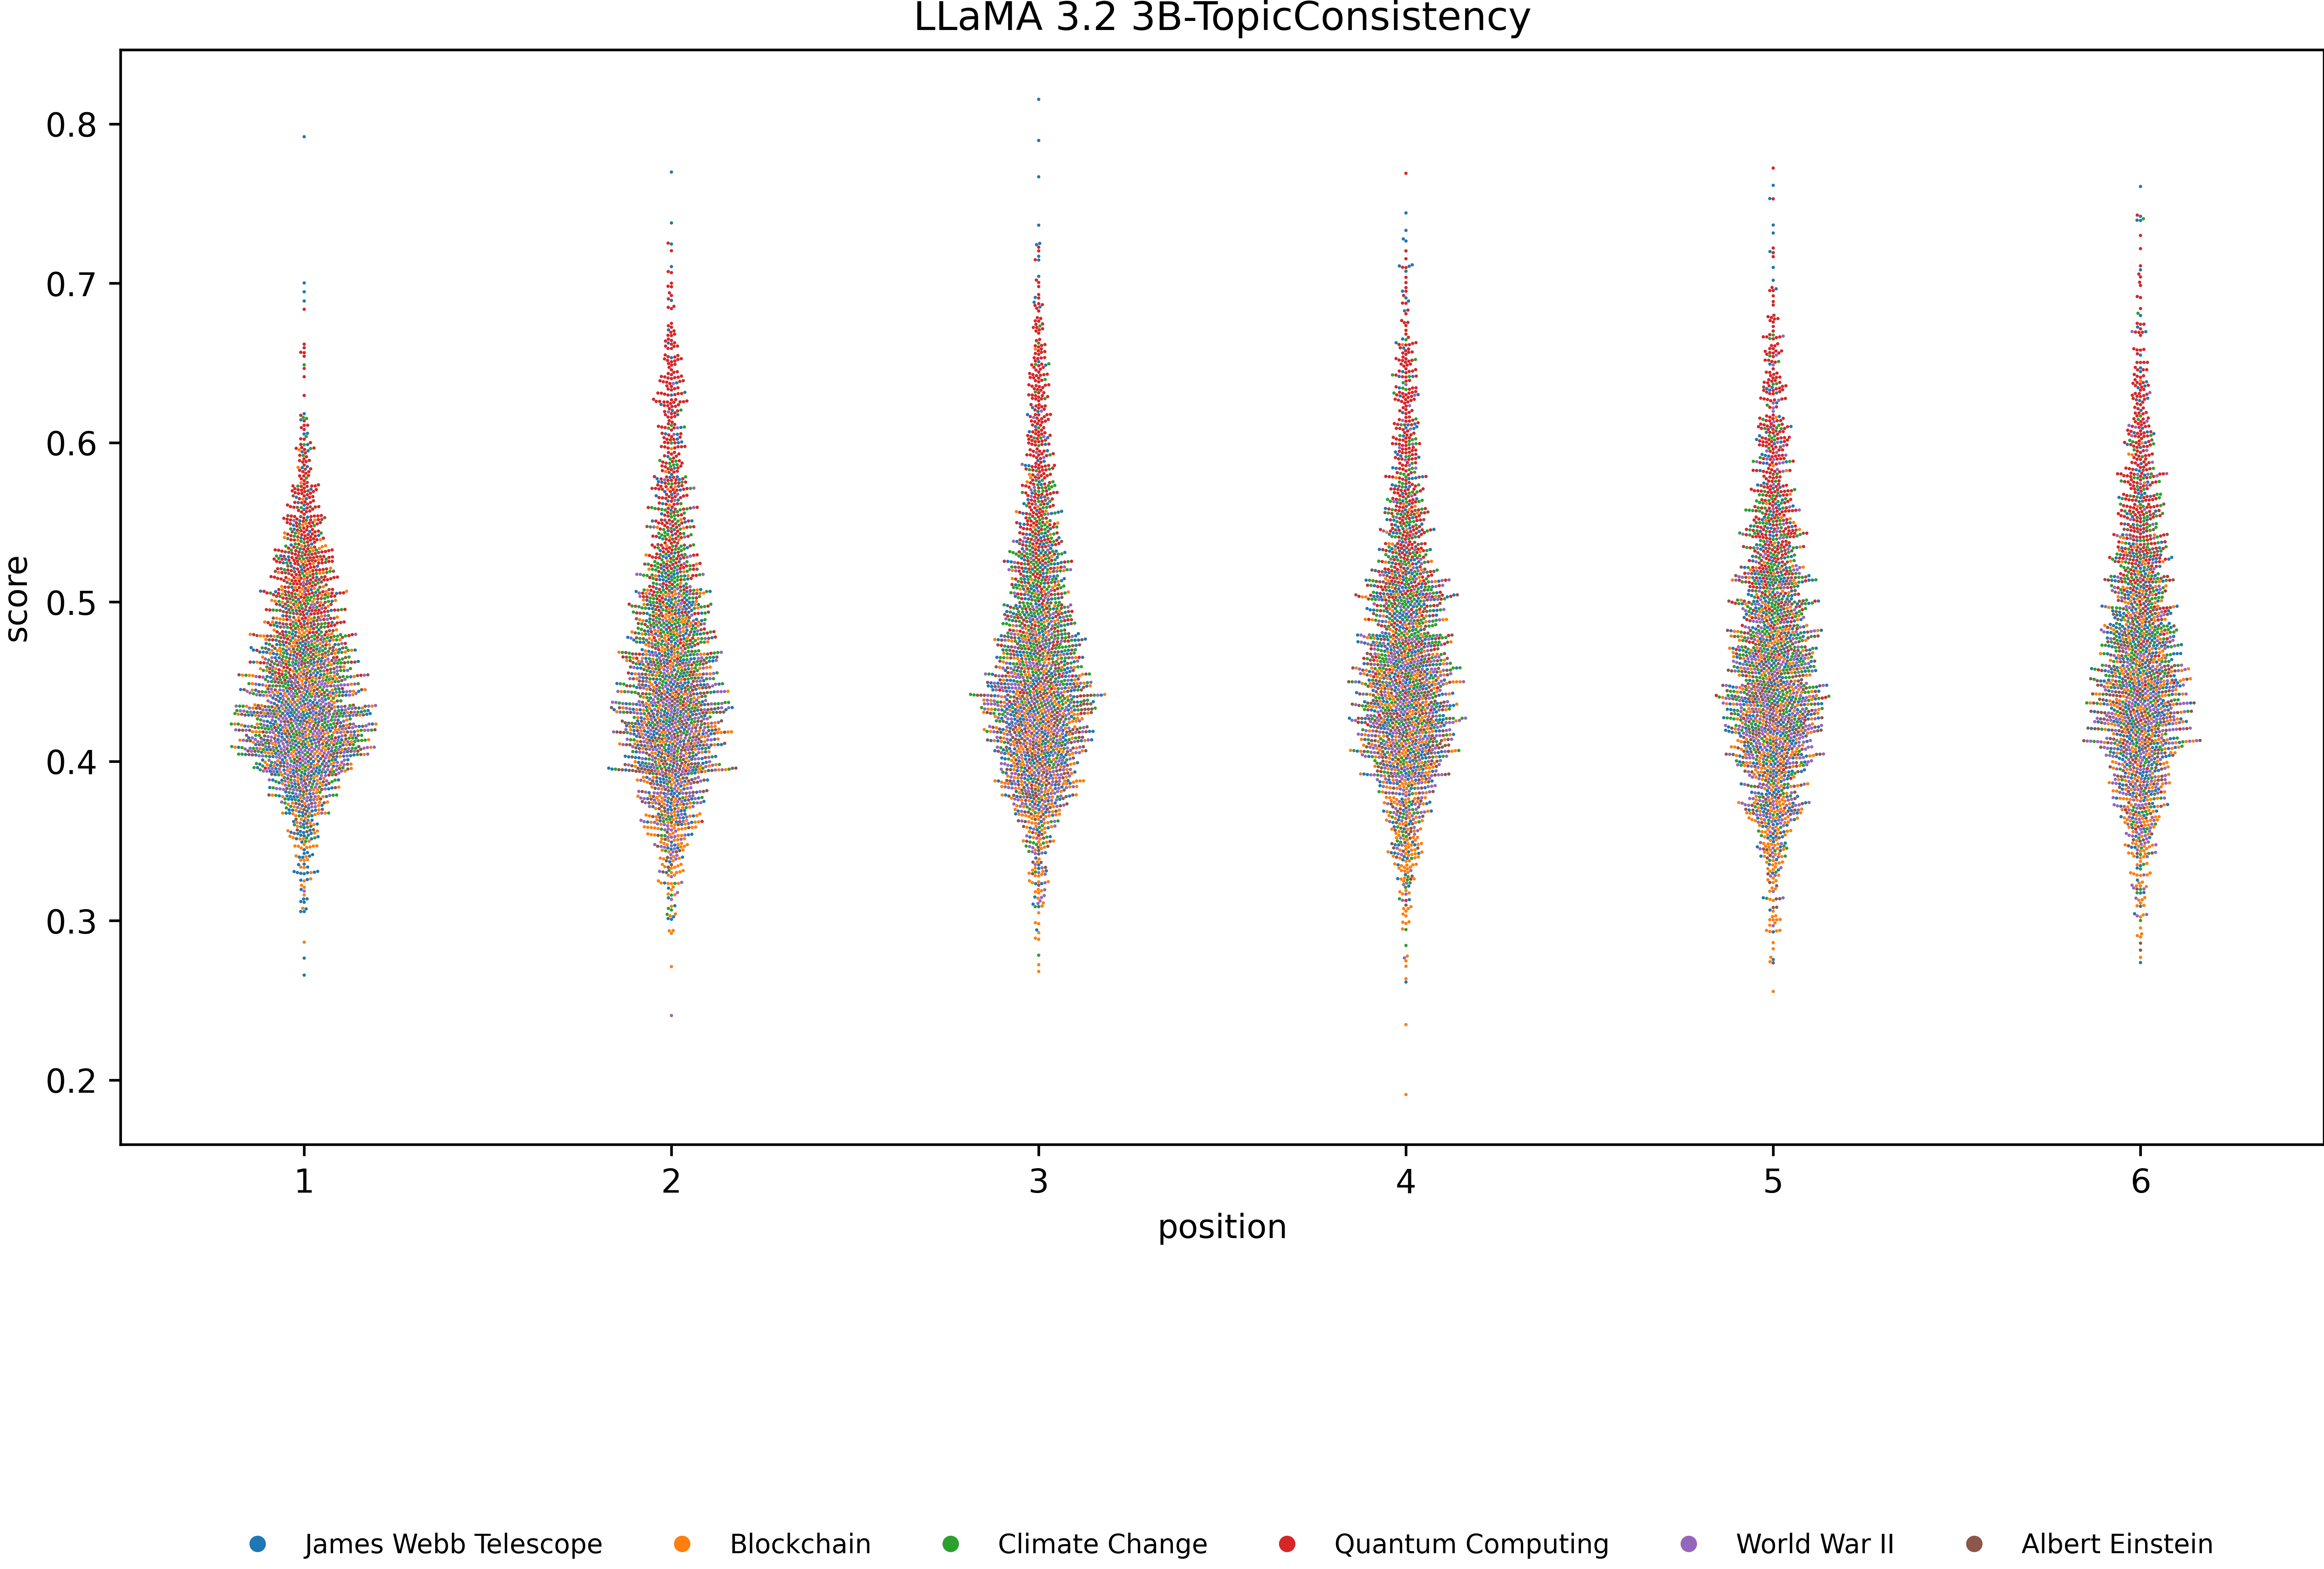 LLaMA 3.2 3B-TopicConsistency
0.8
0.7
0.6
0.5
0.4
0.3
0.2
score
1 2 3 4 5 6
position
James Webb Telescope Blockchain Climate Change Quantum Computing World War II Albert Einstein